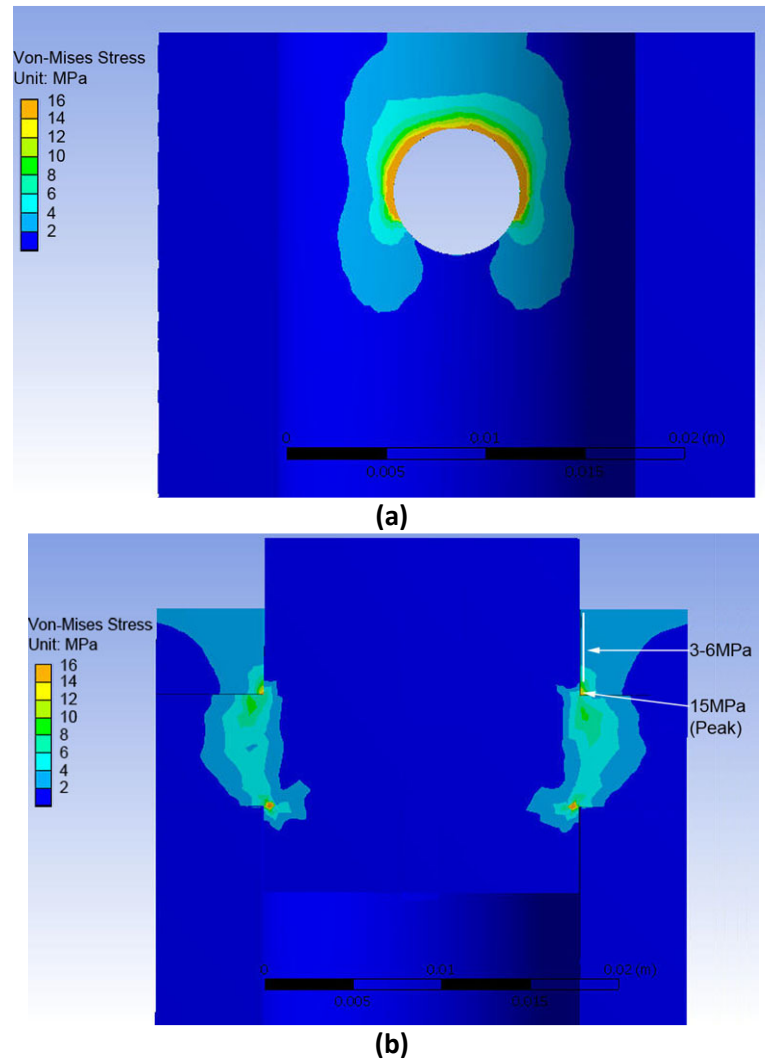 Von-Mises Stress
Unit: MPa
16
14
12
10
8
6
4
2
0 0.01 0.02 (m)
0.005 0.015
(a)
Von-Mises Stress
Unit: MPa
16
14
12
10
8
6
4
2
3-6MPa
15MPa
(Peak)
0 0.01 0.02 (m)
0.005 0.015
(b)